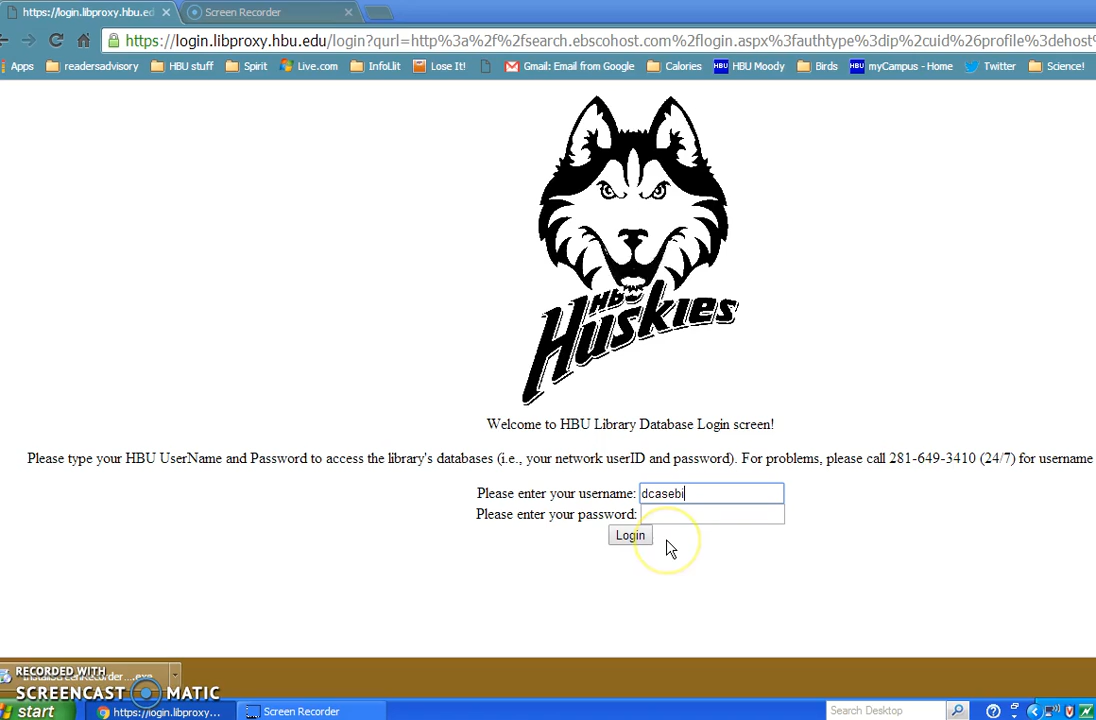 https://login.libproxy.hbu.ed
Screen Recorder
https://login.libproxy.hbu.edu/login?qurl=http%3a%2f%2fsearch.ebscohost.com%2flogin.aspx%3fauthtype%3dip%2cuid%26profile%3dehost
Apps readersadvisory HBU stuff Spirit Live.com InfoLit Lose It! Gmail: Email from Google Calories HBU HBU Moody Birds HBU myCampus - Home Twitter Science!
Hbu
Huskies
Welcome to HBU Library Database Login screen!
Please type your HBU UserName and Password to access the library's databases (i.e., your network userID and password). For problems, please call 281-649-3410 (24/7) for username
Please enter your username: dcasebi
Please enter your password:
Login
RECORDED WITH
SCREENCAST MATIC
start https://login.libproxy.... Screen Recorder Search Desktop